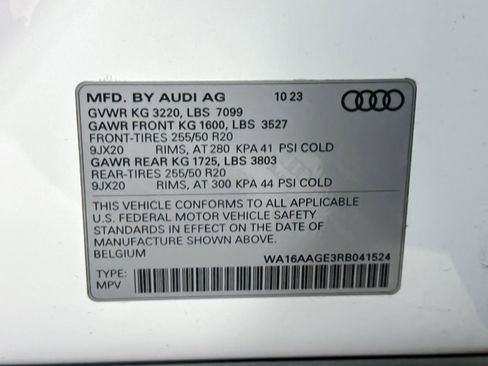 MFD. BY AUDI AG 10 23
GVWR KG 3220, LBS 7099
GAWR FRONT KG 1600, LBS 3527
FRONT-TIRES 255/50 R20
9JX20 RIMS, AT 280 KPA 41 PSI COLD
GAWR REAR KG 1725, LBS 3803
REAR-TIRES 255/50 R20
9JX20 RIMS, AT 300 KPA 44 PSI COLD
THIS VEHICLE CONFORMS TO ALL APPLICABLE
U.S. FEDERAL MOTOR VEHICLE SAFETY
STANDARDS IN EFFECT ON THE DATE OF
MANUFACTURE SHOWN ABOVE.
BELGIUM WA16AAGE3RB041524
TYPE:
MPV